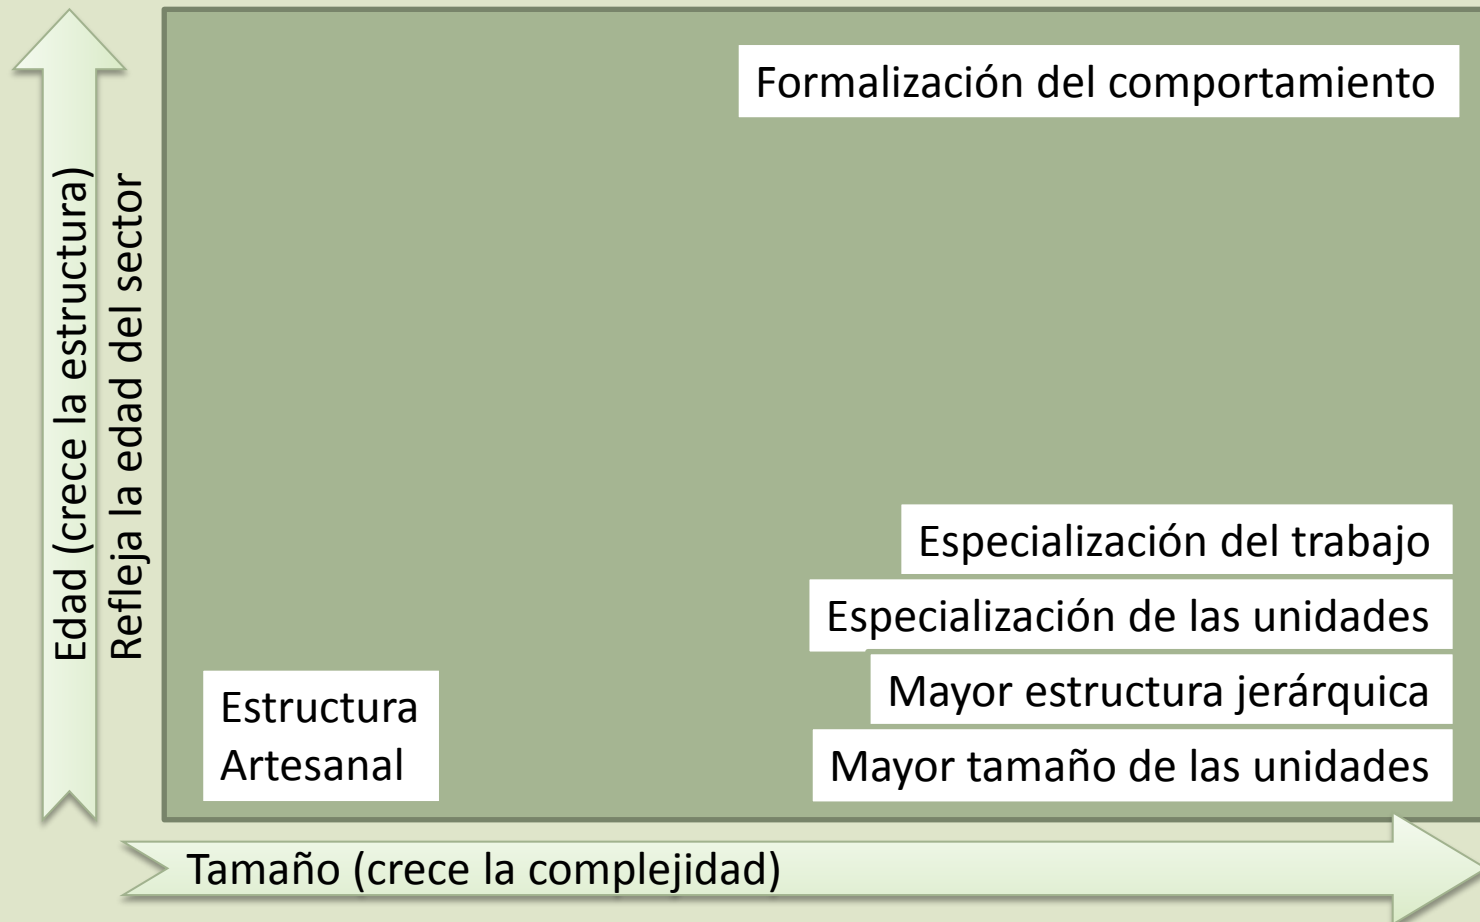 Formalización del comportamiento
Edad (crece la estructura)
Refleja la edad del sector
Especialización del trabajo
Especialización de las unidades
Mayor estructura jerárquica
Mayor tamaño de las unidades
Estructura
Artesanal
Tamaño (crece la complejidad)